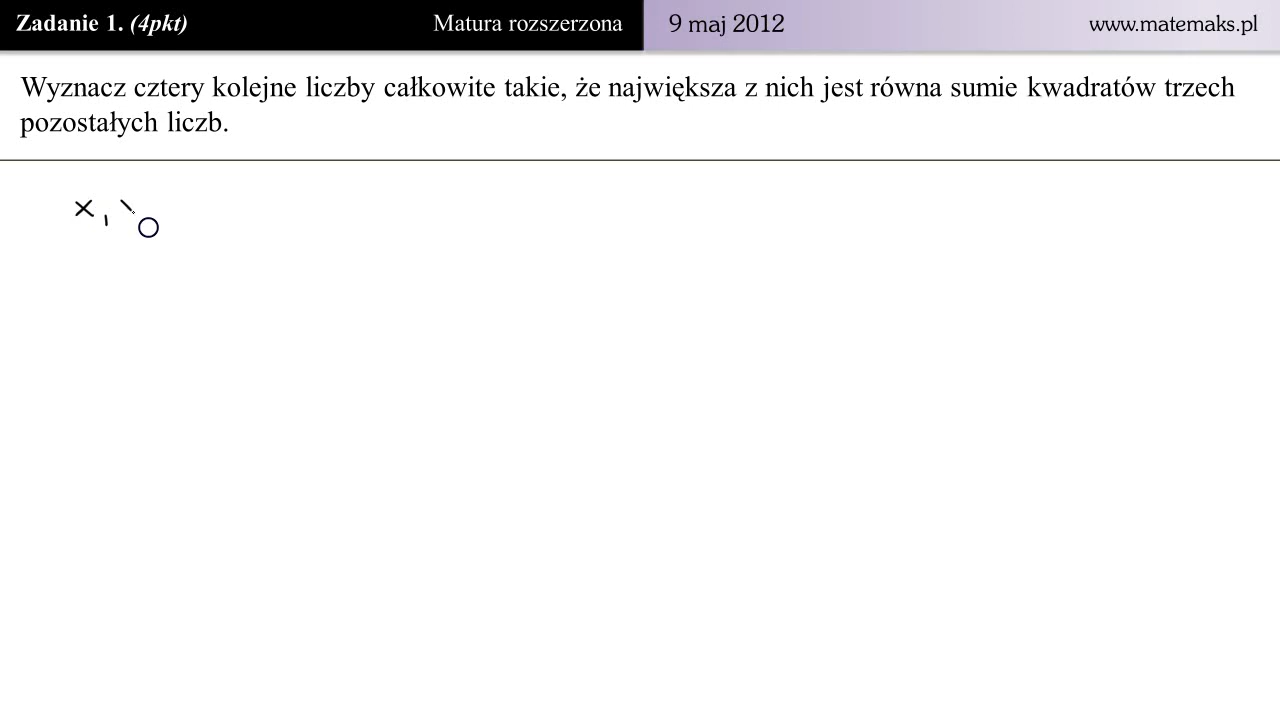 Zadanie 1. (4pkt) Matura rozszerzona 9 maj 2012 www.matemaks.pl
Wyznacz cztery kolejne liczby całkowite takie, że największa z nich jest równa sumie kwadratów trzech
pozostałych liczb.
x,